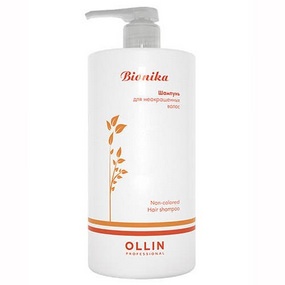 Bionika
Шампунь
для неокрашенных
волос
Non-colored
Hair shampoo
OLLIN
PROFESSIONAL